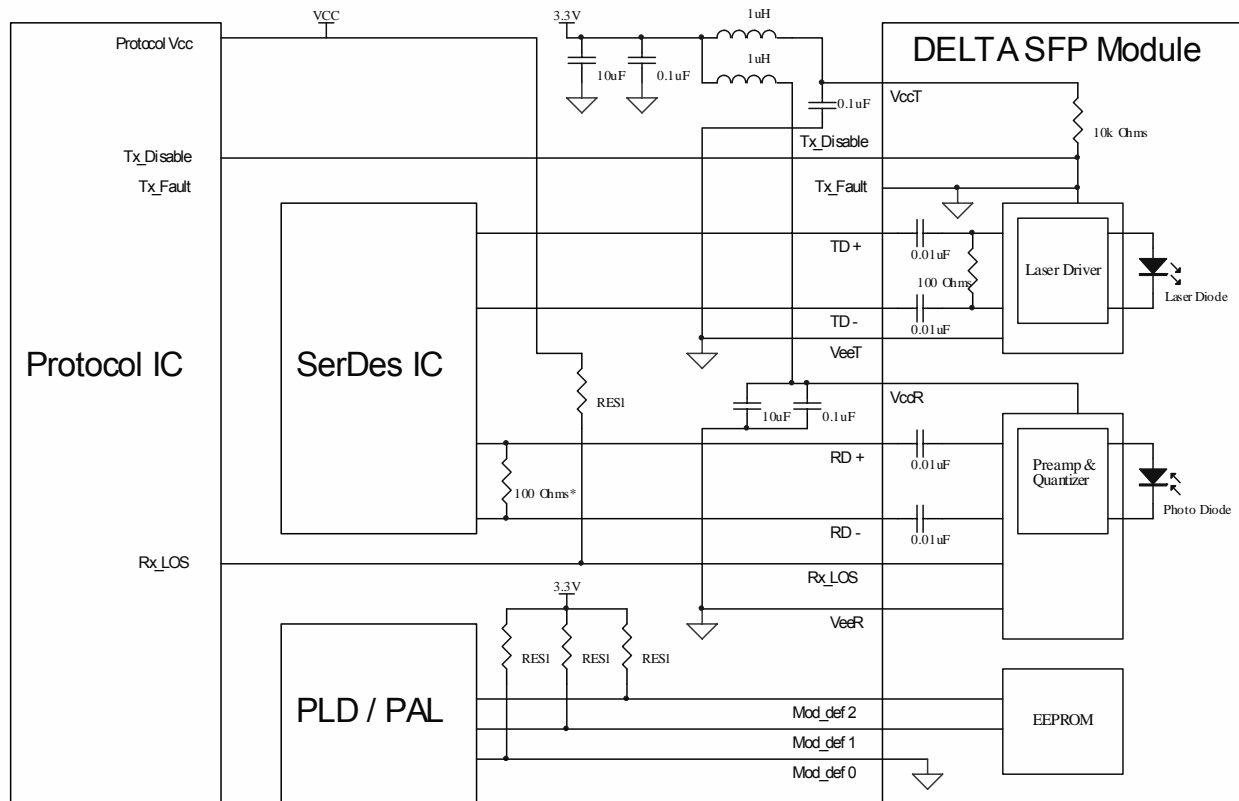 VCC
3.3V
1uH
Protocol Vcc
DELTA SFP Module
1uH
10uF
0.1uF
VccT
0.1uF
10k Ohms
Tx_Disable
Tx_Disable
Tx_Fault
Tx_Fault
TD +
0.01uF
100 Ohms
Laser Driver
Laser Diode
TD -
0.01uF
VeeT
Protocol IC
SerDes IC
RES1
VccR
10uF
0.1uF
RD +
0.01uF
Preamp &
Quantizer
100 Ohms*
Photo Diode
RD -
0.01uF
Rx_LOS
Rx_LOS
3.3V
VeeR
RES1
RES1
RES1
PLD / PAL
Mod_def 2
EEPROM
Mod_def 1
Mod_def 0